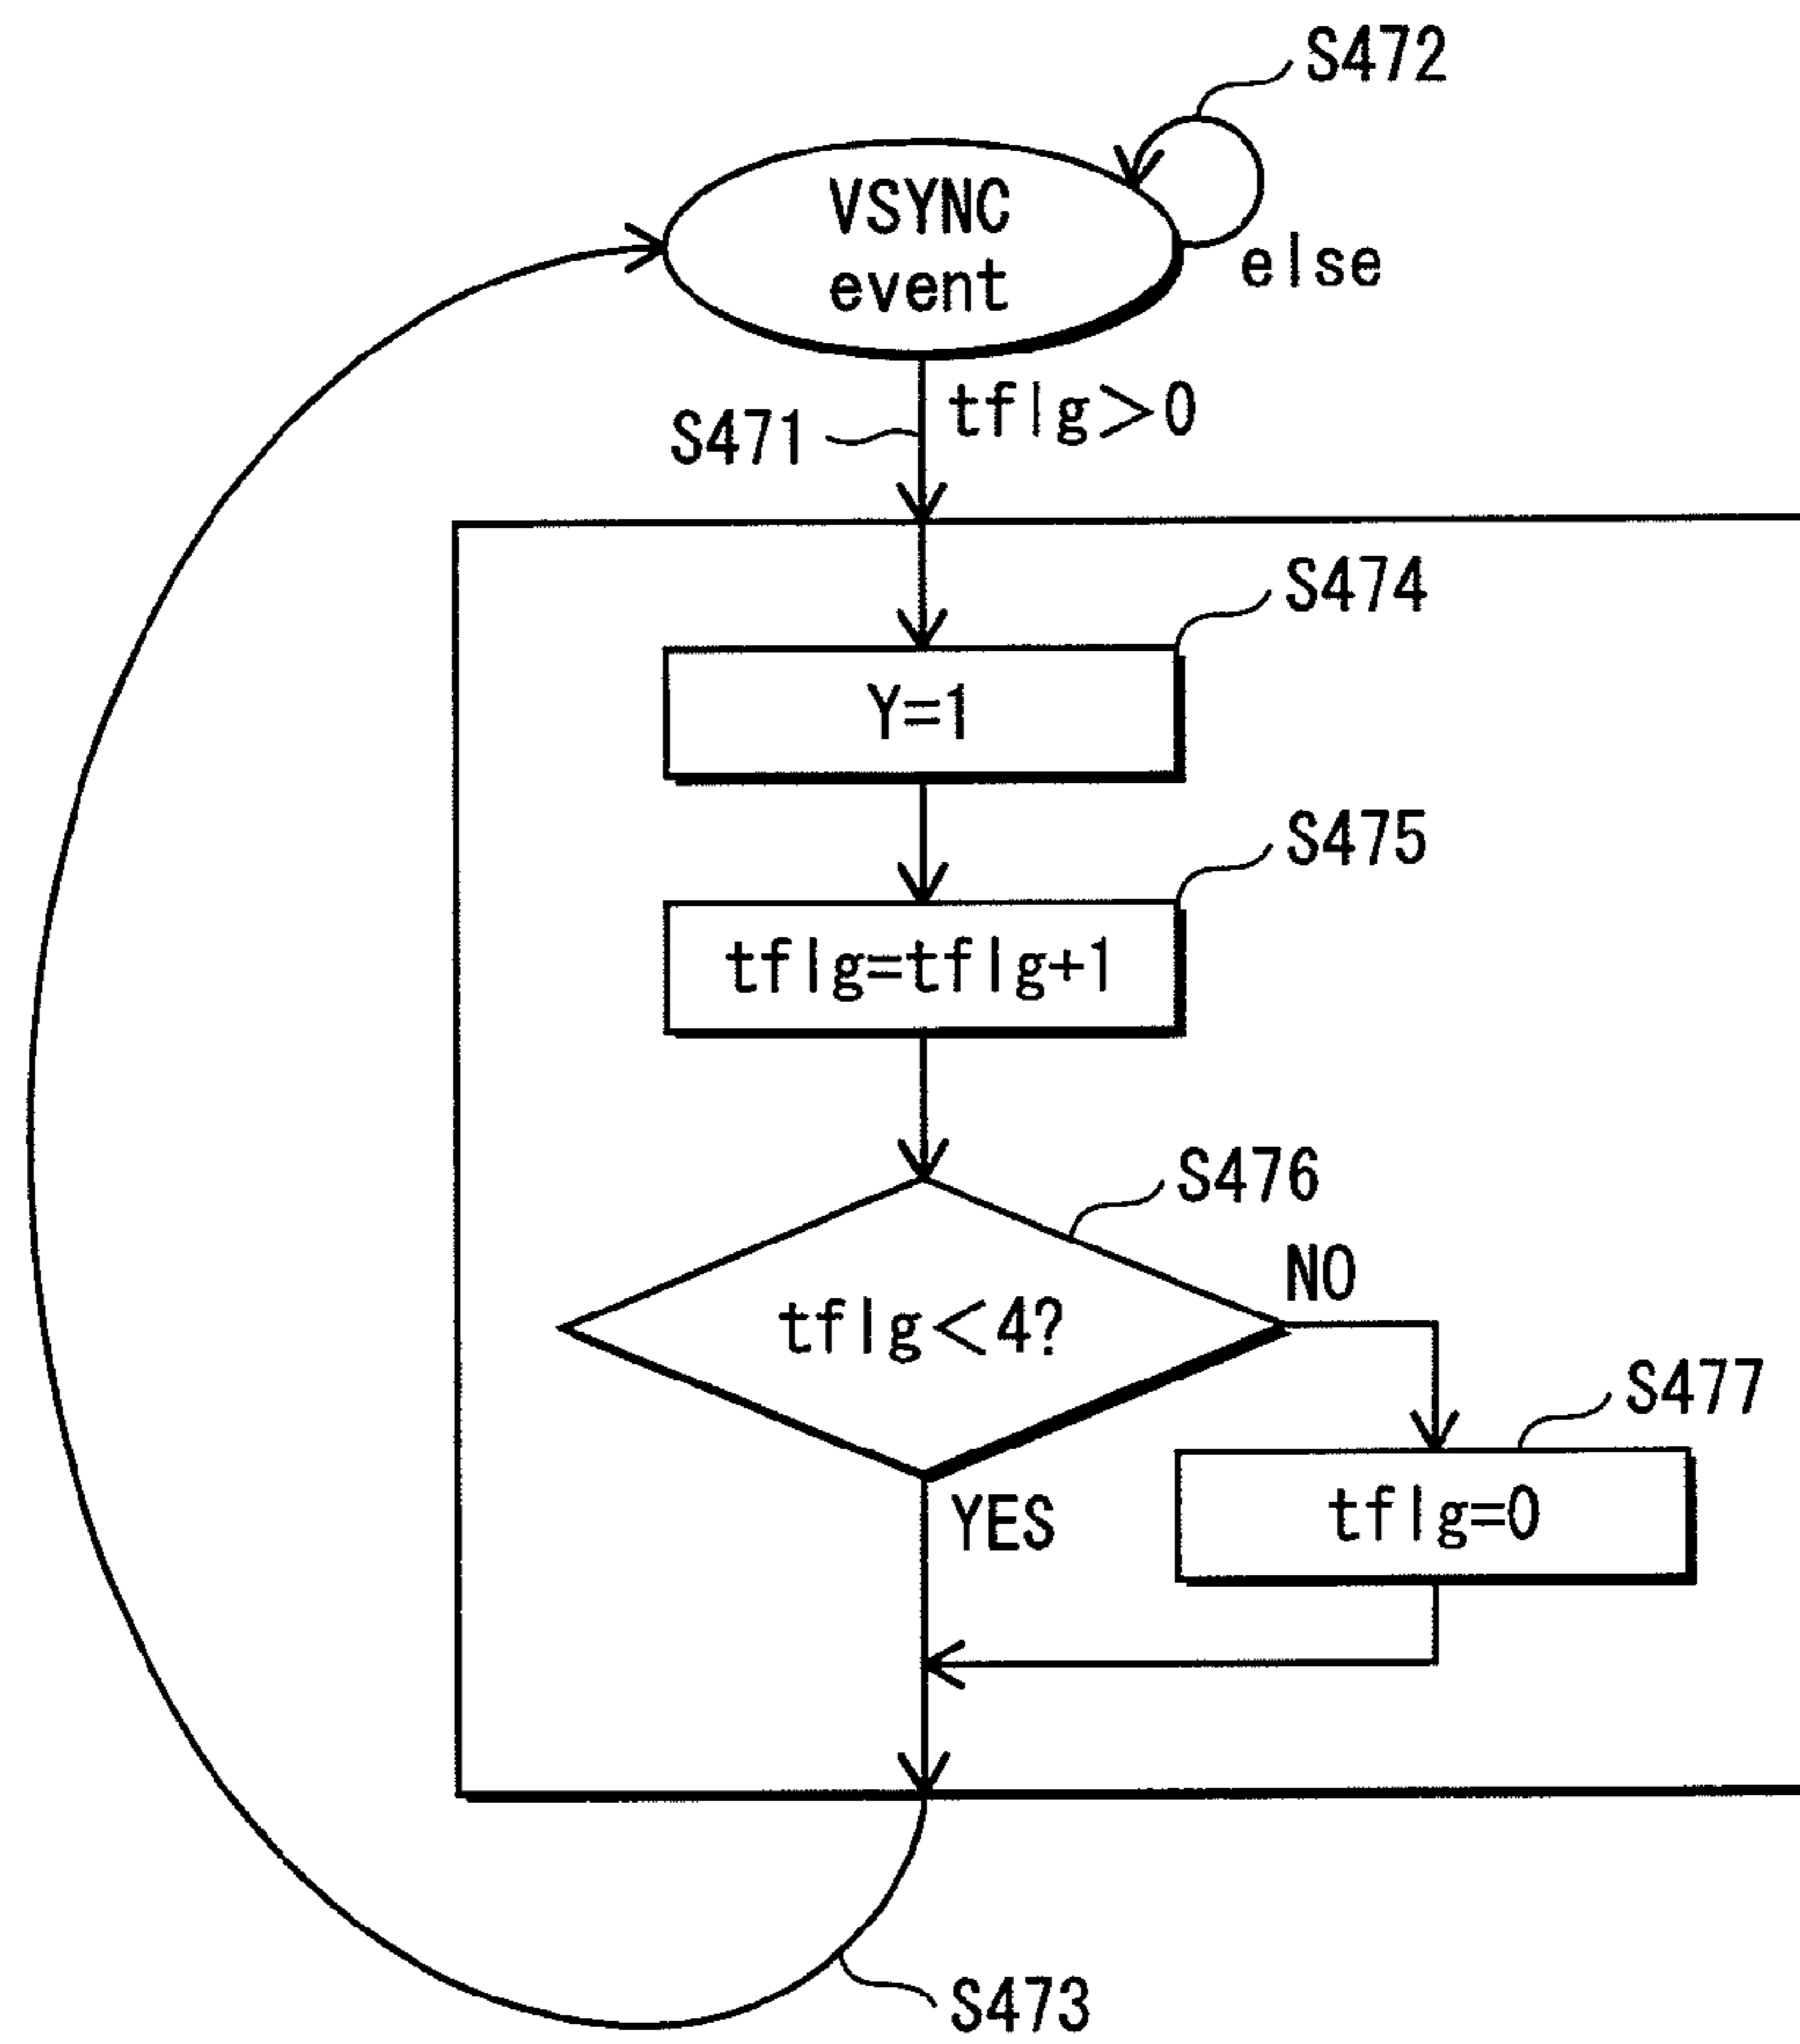 S472
VSYNC
event
else
tflg>0
S471
S474
Y=1
S475
tflg=tflg+1
S476
NO
tflg<4?
S477
YES
tflg=0
S473